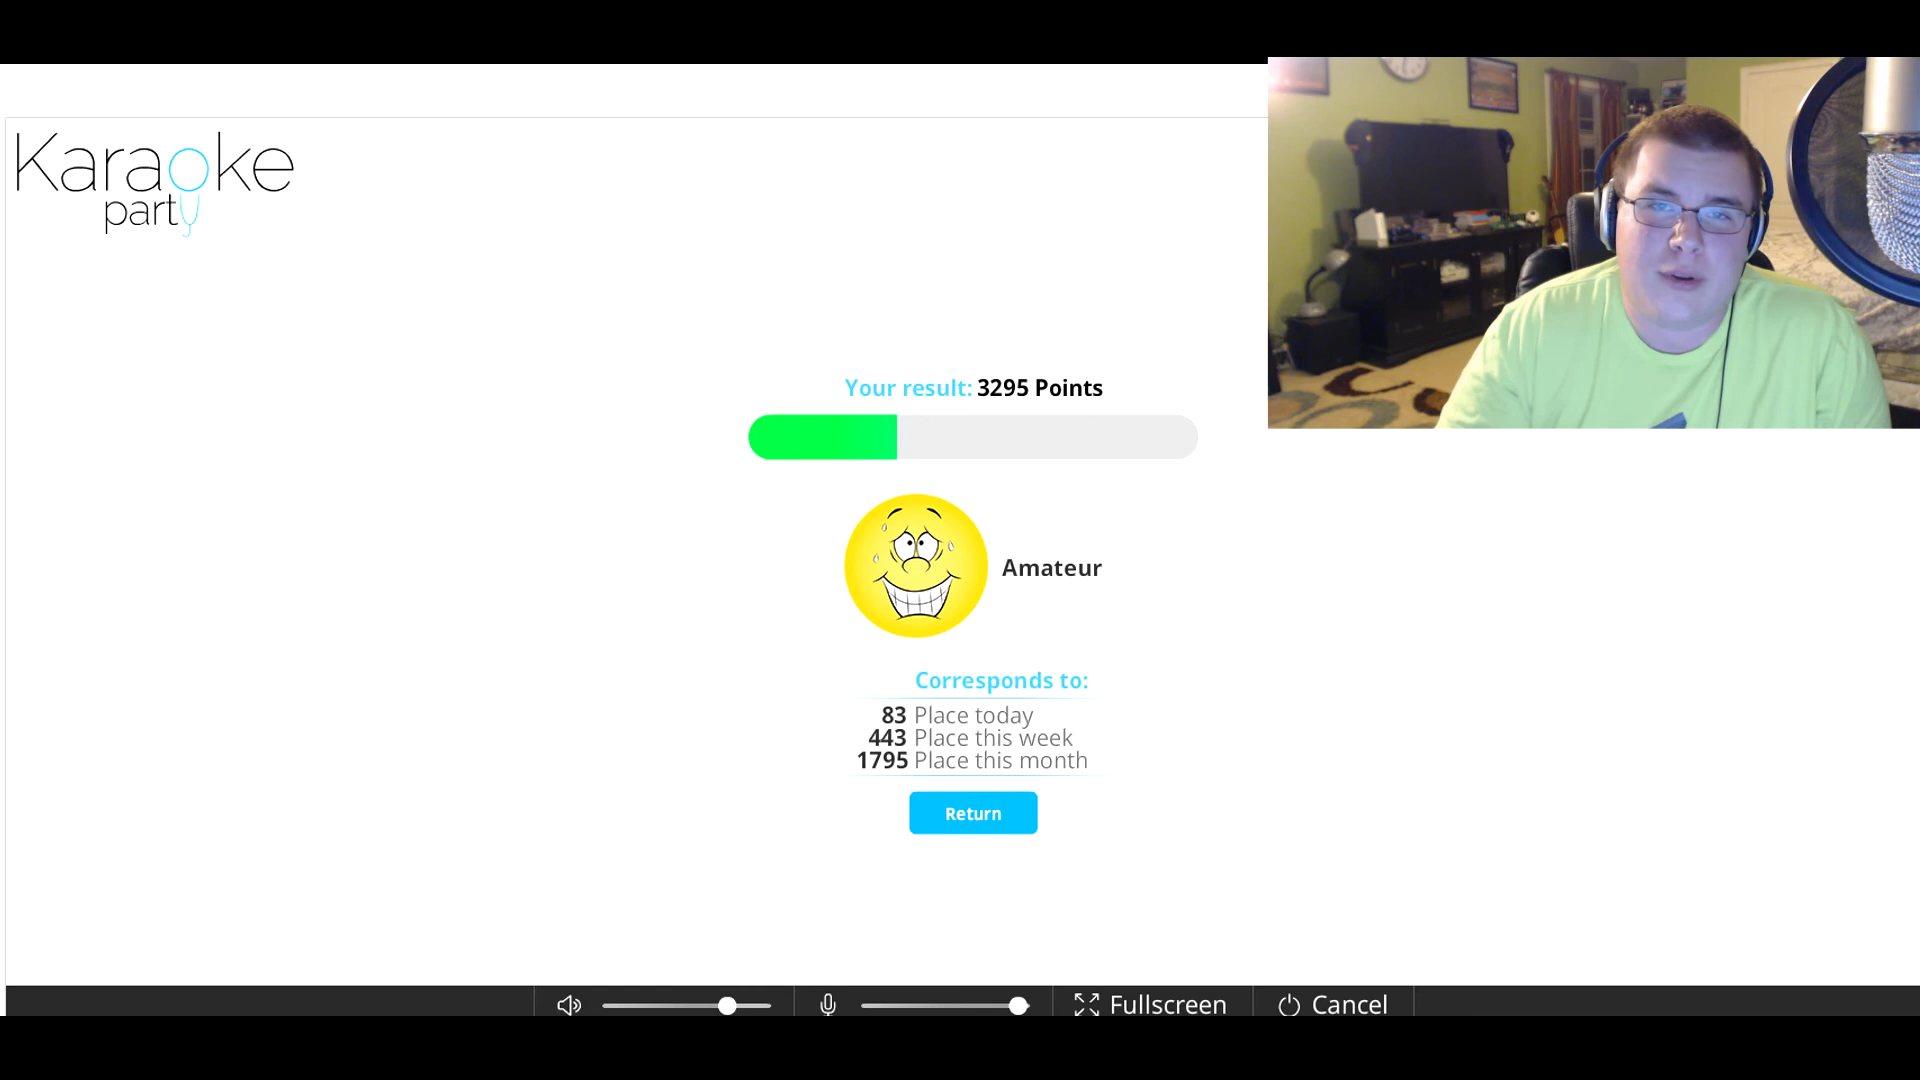 Karaoke
party
Your result: 3295 Points
Amateur
Corresponds to:
83 Place today
443 Place this week
1795 Place this month
Return
Fullscreen
Cancel